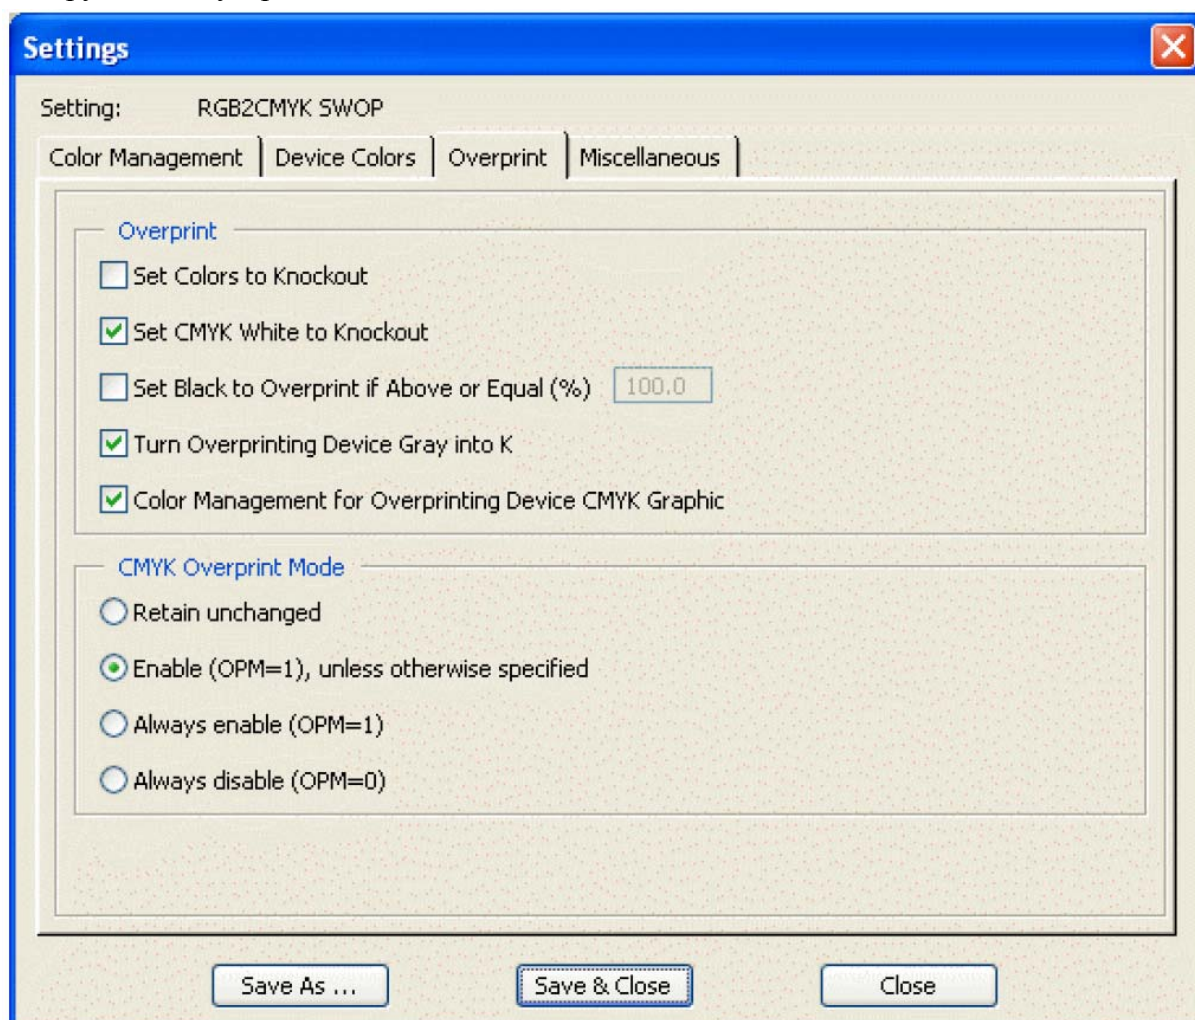 Settings
Setting: RGB2CMYK SWOP
Color Management Device Colors Overprint Miscellaneous
Overprint
Set Colors to Knockout
Set CMYK White to Knockout
Set Black to Overprint if Above or Equal (%) 100.0
Turn Overprinting Device Gray into K
Color Management for Overprinting Device CMYK Graphic
CMYK Overprint Mode
Retain unchanged
Enable (OPM=1), unless otherwise specified
Always enable (OPM=1)
Always disable (OPM=0)
Save As ... Save & Close Close